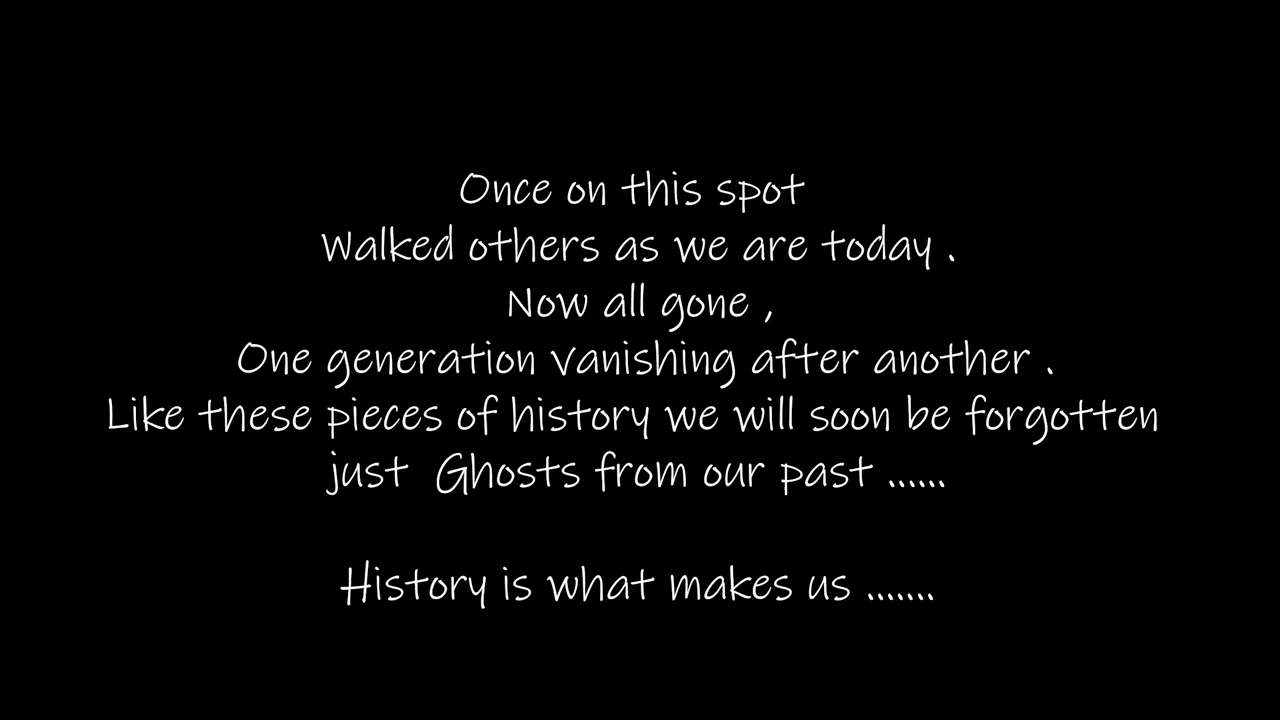 Once on this spot
Walked others as we are today .
Now all gone ,
One generation vanishing after another .
Like these pieces of history we will soon be forgotten
just  Ghosts from our past ......
History is what makes us .......